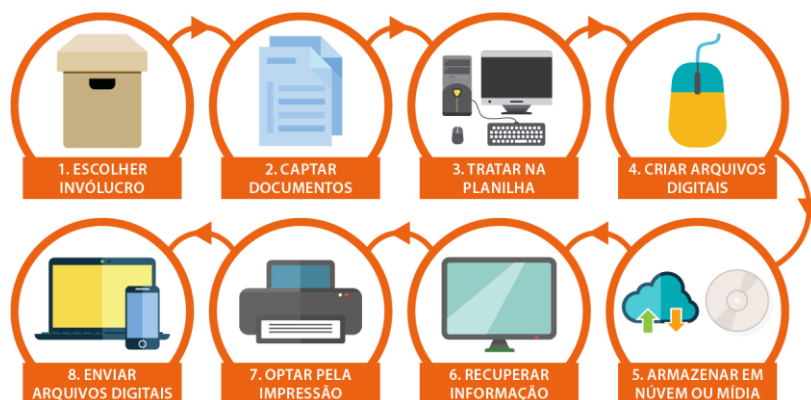 1. ESCOLHER
INVÓLUCRO
2. CAPTAR
DOCUMENTOS
3. TRATAR NA
PLANILHA
4. CRIAR ARQUIVOS
DIGITAIS
5. ARMAZENAR EM
NÚVEM OU MÍDIA
6. RECUPERAR
INFORMAÇÃO
7. OPTAR PELA
IMPRESSÃO
8. ENVIAR
ARQUIVOS DIGITAIS